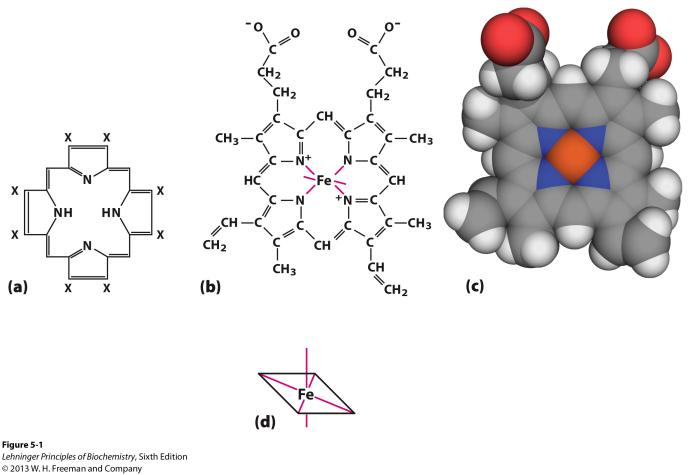 X X
X N X
NH HN
X N X
X X
(a)
⁻O O O O⁻
C C
CH₂ CH₂
CH₂ CH₂
C CH C
CH₃ C C C C CH₃
C N⁺ N C
HC Fe CH
C N ⁺N C
CH C C C C CH₃
CH₂ C CH C
CH₃ CH
CH₂
(b)
(c)
Fe
(d)
Figure 5-1
Lehninger Principles of Biochemistry, Sixth Edition
© 2013 W. H. Freeman and Company